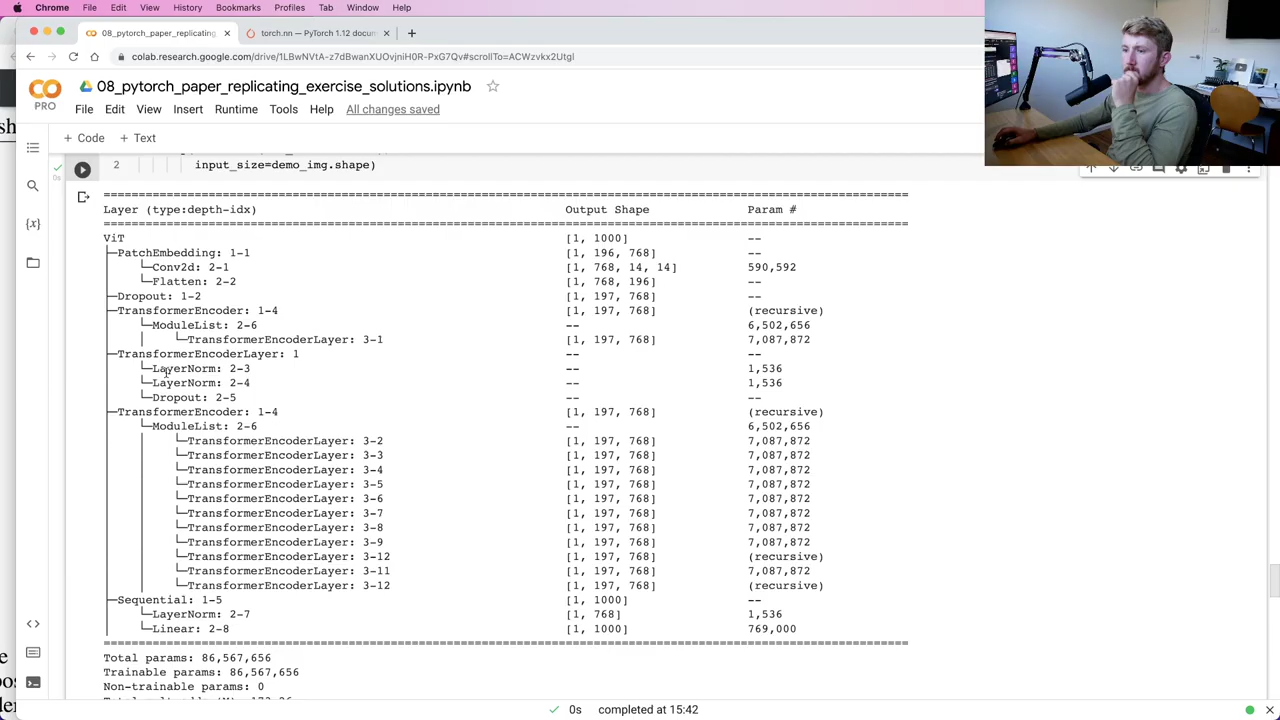 Chrome File Edit View History Bookmarks Profiles Tab Window Help
08_pytorch_paper_replicating_ torch.nn — PyTorch 1.12 docum
CO PRO
08_pytorch_paper_replicating_exercise_solutions.ipynb
File Edit View Insert Runtime Tools Help All changes saved
sh
+ Code + Text
2 input_size=demo_img.shape)
0s
Layer (type:depth-idx) Output Shape Param #
ViT [1, 1000] --
├─PatchEmbedding: 1-1 [1, 196, 768] --
└─Conv2d: 2-1 [1, 768, 14, 14] 590,592
└─Flatten: 2-2 [1, 768, 196] --
├─Dropout: 1-2 [1, 197, 768] --
├─TransformerEncoder: 1-4 [1, 197, 768] (recursive)
└─ModuleList: 2-6 -- 6,502,656
└─TransformerEncoderLayer: 3-1 [1, 197, 768] 7,087,872
├─TransformerEncoderLayer: 1 -- --
└─LayerNorm: 2-3 -- 1,536
└─LayerNorm: 2-4 -- 1,536
└─Dropout: 2-5 -- --
├─TransformerEncoder: 1-4 [1, 197, 768] (recursive)
└─ModuleList: 2-6 -- 6,502,656
└─TransformerEncoderLayer: 3-2 [1, 197, 768] 7,087,872
└─TransformerEncoderLayer: 3-3 [1, 197, 768] 7,087,872
└─TransformerEncoderLayer: 3-4 [1, 197, 768] 7,087,872
└─TransformerEncoderLayer: 3-5 [1, 197, 768] 7,087,872
└─TransformerEncoderLayer: 3-6 [1, 197, 768] 7,087,872
└─TransformerEncoderLayer: 3-7 [1, 197, 768] 7,087,872
└─TransformerEncoderLayer: 3-8 [1, 197, 768] 7,087,872
└─TransformerEncoderLayer: 3-9 [1, 197, 768] 7,087,872
└─TransformerEncoderLayer: 3-12 [1, 197, 768] (recursive)
└─TransformerEncoderLayer: 3-11 [1, 197, 768] 7,087,872
└─TransformerEncoderLayer: 3-12 [1, 197, 768] (recursive)
├─Sequential: 1-5 [1, 1000] --
└─LayerNorm: 2-7 [1, 768] 1,536
└─Linear: 2-8 [1, 1000] 769,000
Total params: 86,567,656
Trainable params: 86,567,656
Non-trainable params: 0
0s completed at 15:42